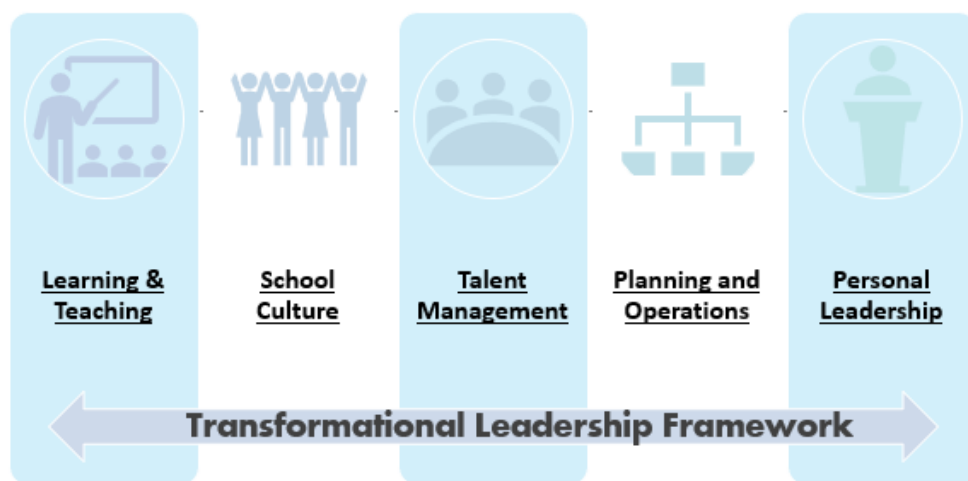 Learning &
Teaching
School
Culture
Talent
Management
Planning and
Operations
Personal
Leadership
Transformational Leadership Framework